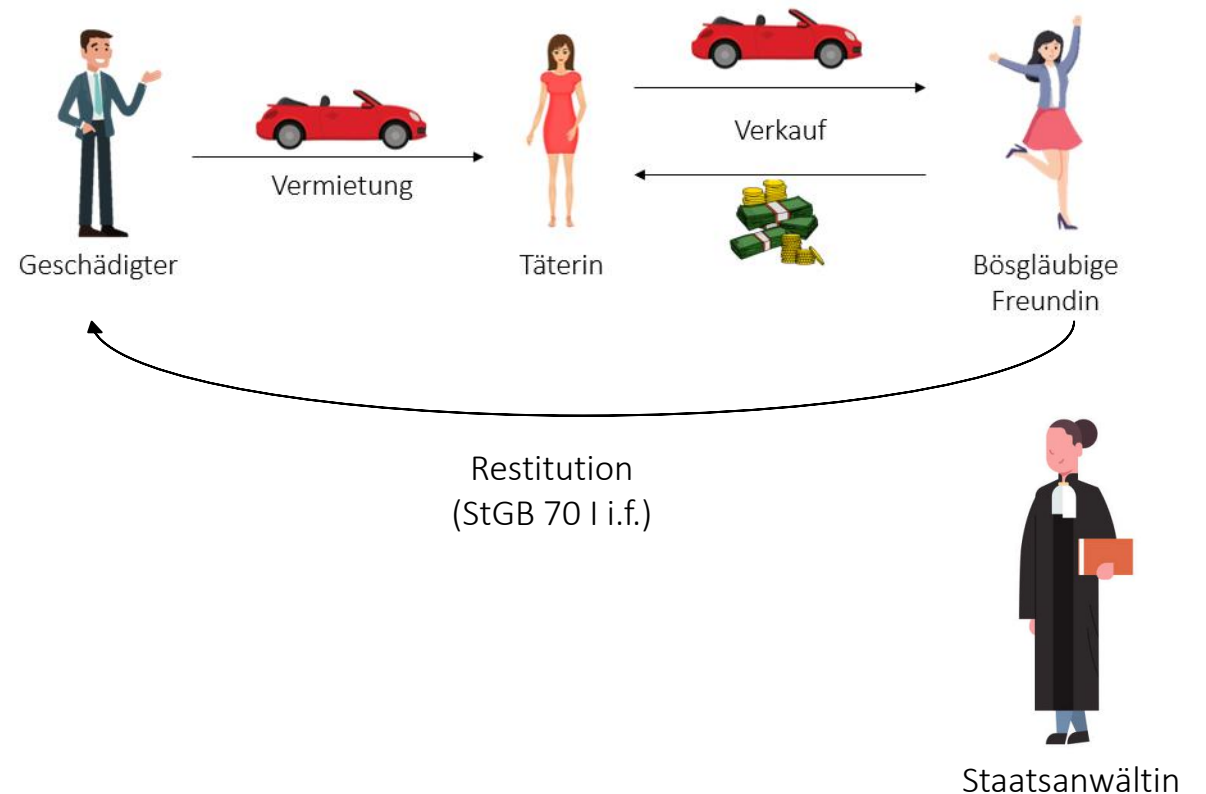 Verkauf
Vermietung
Geschädigter
Täterin
Bösgläubige
Freundin
Restitution
(StGB 70 I i.f.)
Staatsanwältin